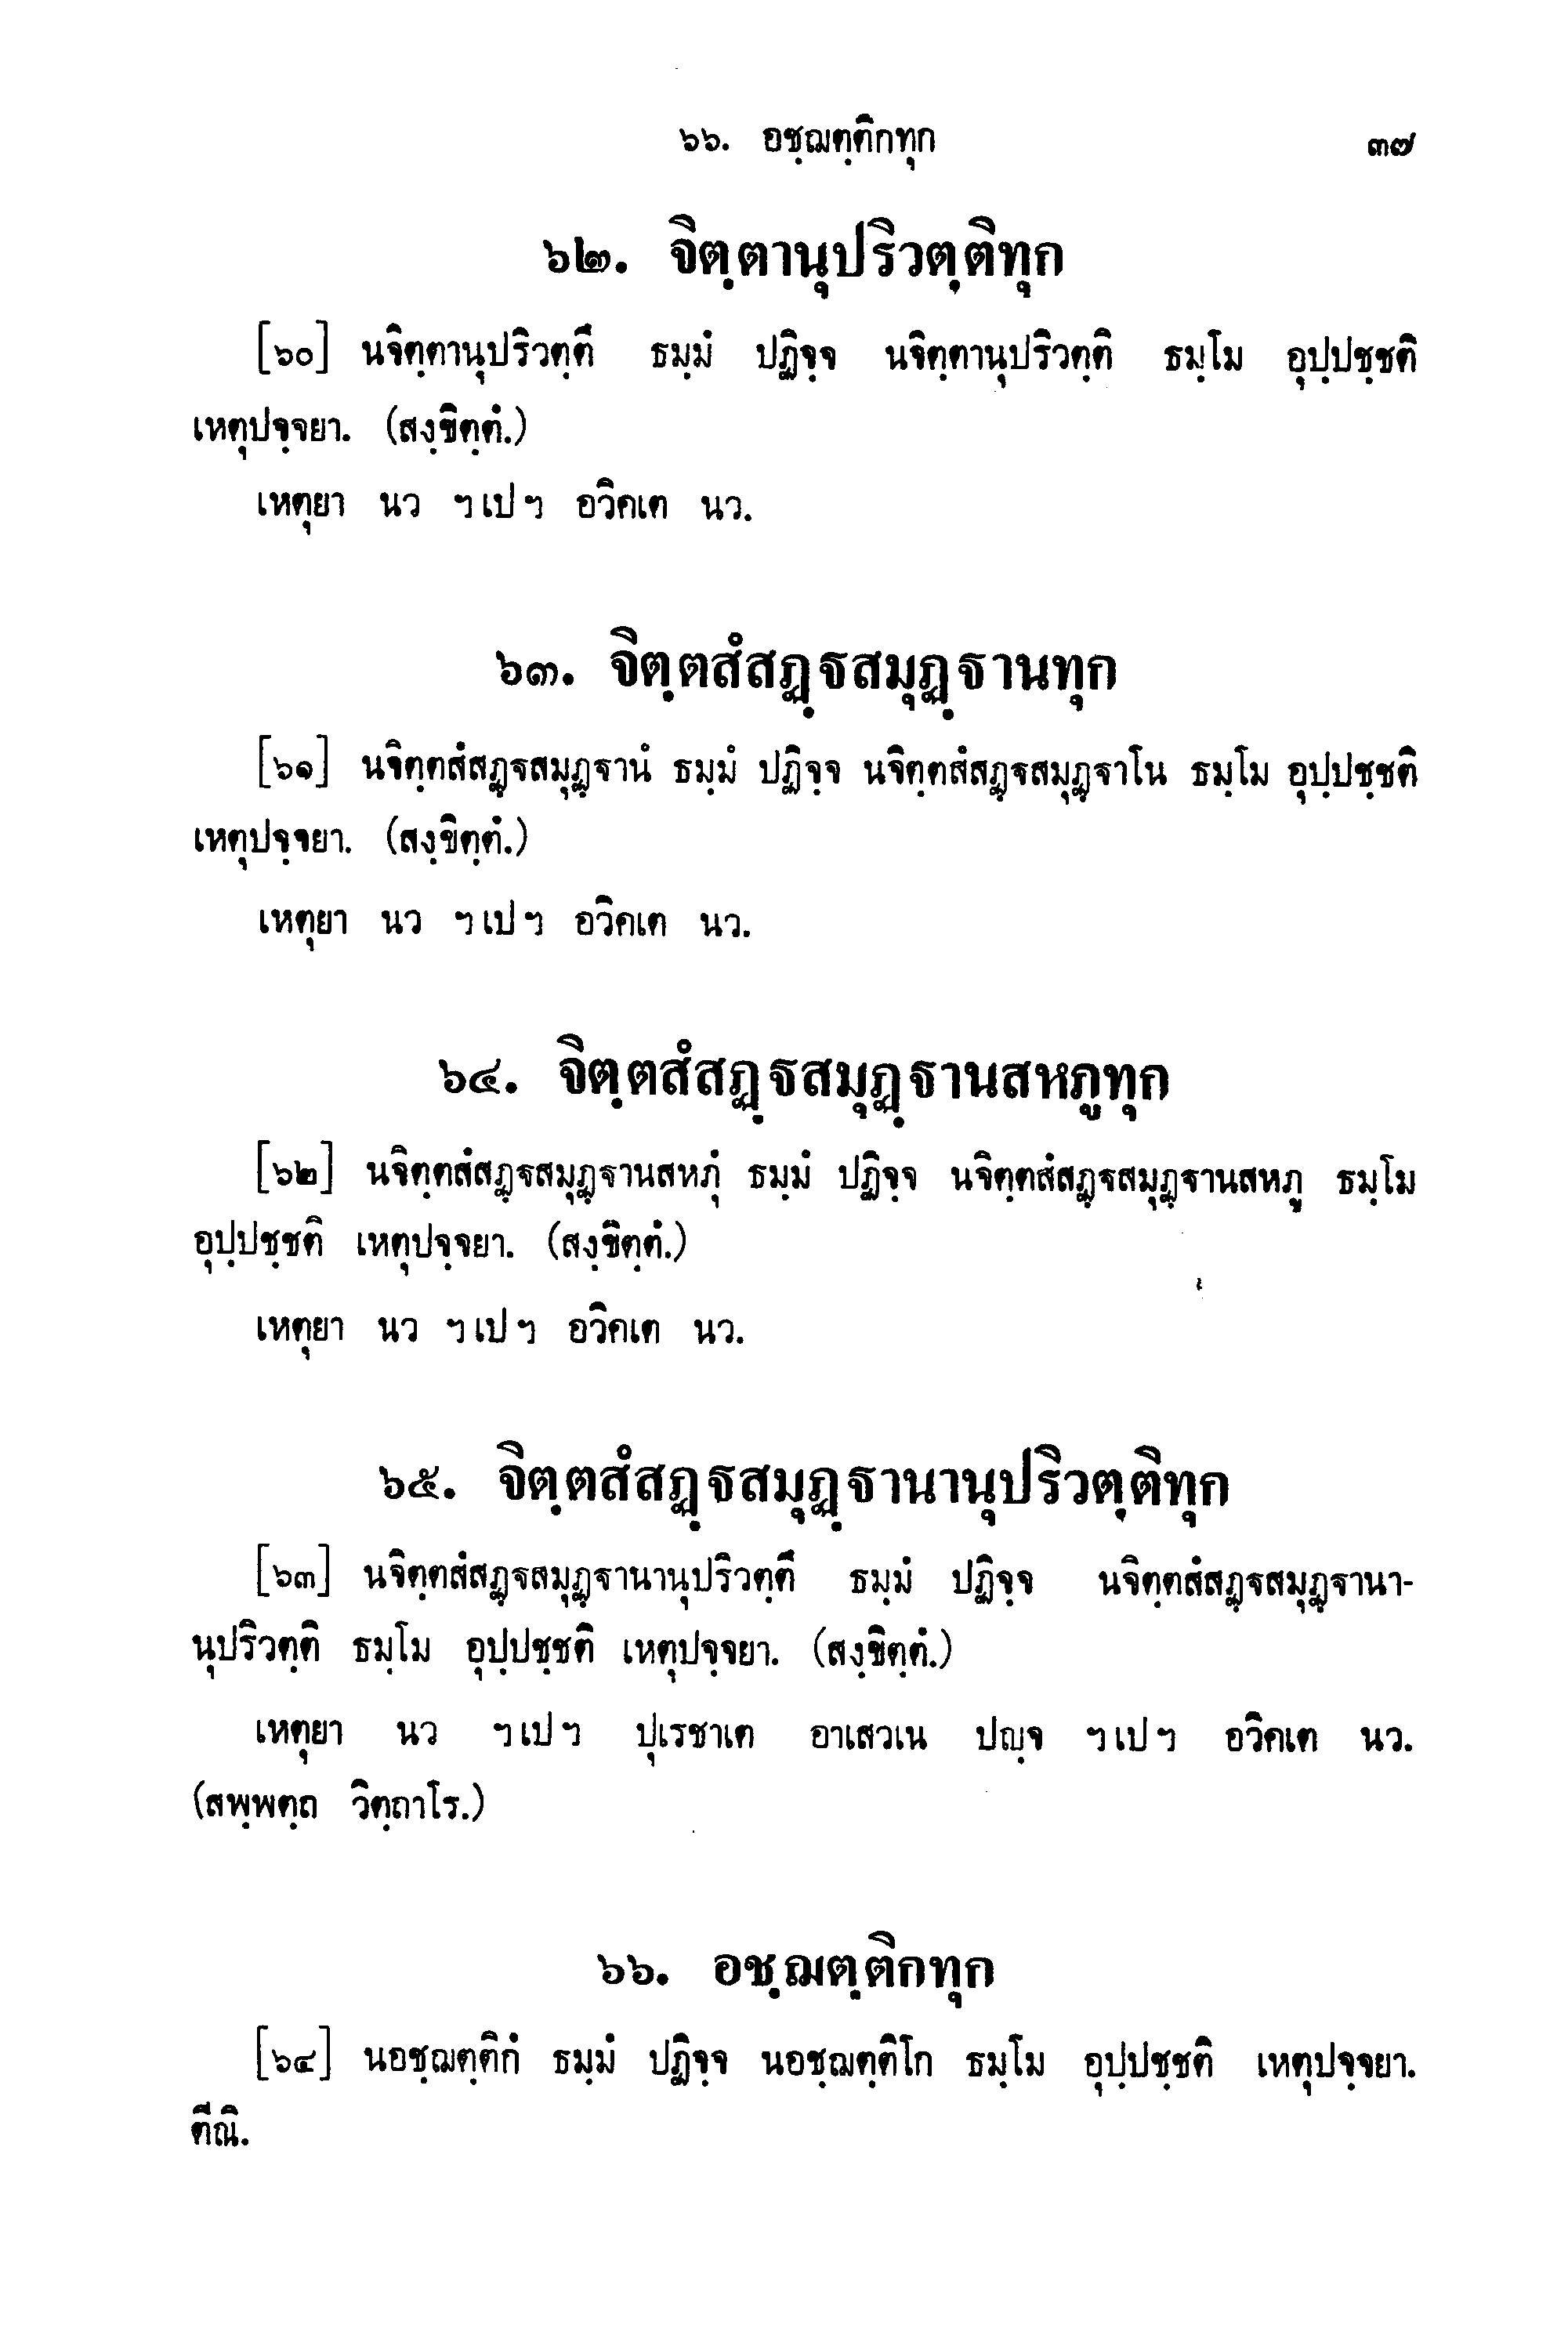 ๖๖. อชฺฌตฺติกทุก ๓๗
๖๒. จิตฺตานุปริวตฺติทุก
[๖๐] นจิตฺตานุปริวตฺตึ ธมฺมํ ปฏิจฺจ นจิตฺตานุปริวตฺติ ธมฺโม อุปฺปชฺชติ
เหตุปจฺจยา. (สงฺขิตฺตํ.)
เหตุยา นว ฯเปฯ อวิคเต นว.
๖๓. จิตฺตสํสฏฺฐสมุฏฺฐานทุก
[๖๑] นจิตฺตสํสฏฺฐสมุฏฺฐานํ ธมฺมํ ปฏิจฺจ นจิตฺตสํสฏฺฐสมุฏฺฐาโน ธมฺโม อุปฺปชฺชติ
เหตุปจฺจยา. (สงฺขิตฺตํ.)
เหตุยา นว ฯเปฯ อวิคเต นว.
๖๔. จิตฺตสํสฏฺฐสมุฏฺฐานสหภูทุก
[๖๒] นจิตฺตสํสฏฺฐสมุฏฺฐานสหภุํ ธมฺมํ ปฏิจฺจ นจิตฺตสํสฏฺฐสมุฏฺฐานสหภู ธมฺโม
อุปฺปชฺชติ เหตุปจฺจยา. (สงฺขิตฺตํ.)
เหตุยา นว ฯเปฯ อวิคเต นว.
๖๕. จิตฺตสํสฏฺฐสมุฏฺฐานานุปริวตฺติทุก
[๖๓] นจิตฺตสํสฏฺฐสมุฏฺฐานานุปริวตฺตึ ธมฺมํ ปฏิจฺจ นจิตฺตสํสฏฺฐสมุฏฺฐานา-
นุปริวตฺติ ธมฺโม อุปฺปชฺชติ เหตุปจฺจยา. (สงฺขิตฺตํ.)
เหตุยา นว ฯเปฯ ปุเรชาเต อาเสวเน ปญฺจ ฯเปฯ อวิคเต นว.
(สพฺพตฺถ วิตฺถาโร.)
๖๖. อชฺฌตฺติกทุก
[๖๔] นอชฺฌตฺติกํ ธมฺมํ ปฏิจฺจ นอชฺฌตฺติโก ธมฺโม อุปฺปชฺชติ เหตุปจฺจยา.
ตีณิ.